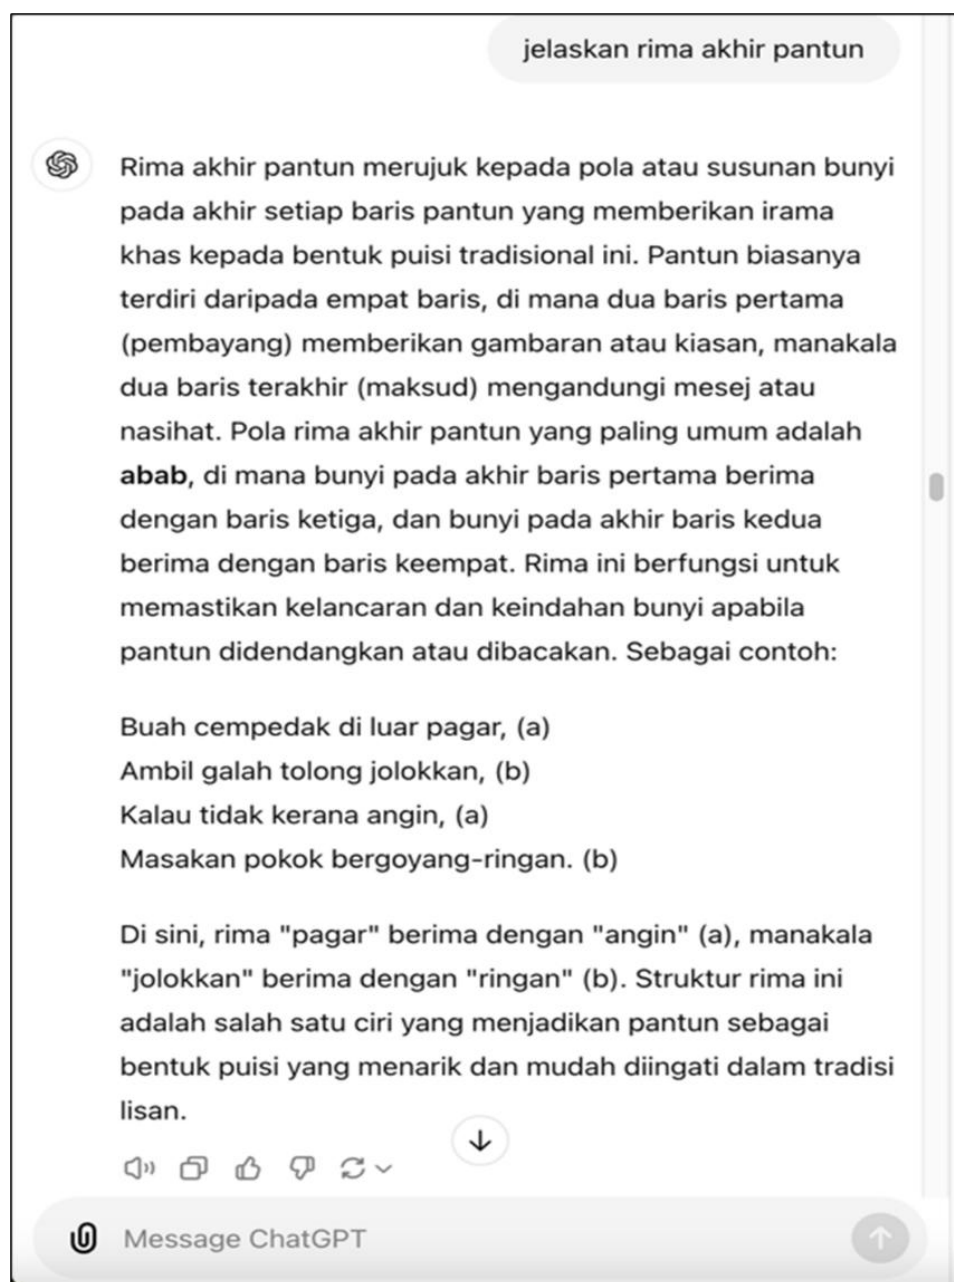 jelaskan rima akhir pantun
Rima akhir pantun merujuk kepada pola atau susunan bunyi
pada akhir setiap baris pantun yang memberikan irama
khas kepada bentuk puisi tradisional ini. Pantun biasanya
terdiri daripada empat baris, di mana dua baris pertama
(pembayang) memberikan gambaran atau kiasan, manakala
dua baris terakhir (maksud) mengandungi mesej atau
nasihat. Pola rima akhir pantun yang paling umum adalah
abab, di mana bunyi pada akhir baris pertama berima
dengan baris ketiga, dan bunyi pada akhir baris kedua
berima dengan baris keempat. Rima ini berfungsi untuk
memastikan kelancaran dan keindahan bunyi apabila
pantun didendangkan atau dibacakan. Sebagai contoh:
Buah cempedak di luar pagar, (a)
Ambil galah tolong jolokkan, (b)
Kalau tidak kerana angin, (a)
Masakan pokok bergoyang-ringan. (b)
Di sini, rima "pagar" berima dengan "angin" (a), manakala
"jolokkan" berima dengan "ringan" (b). Struktur rima ini
adalah salah satu ciri yang menjadikan pantun sebagai
bentuk puisi yang menarik dan mudah diingati dalam tradisi
lisan.
Message ChatGPT